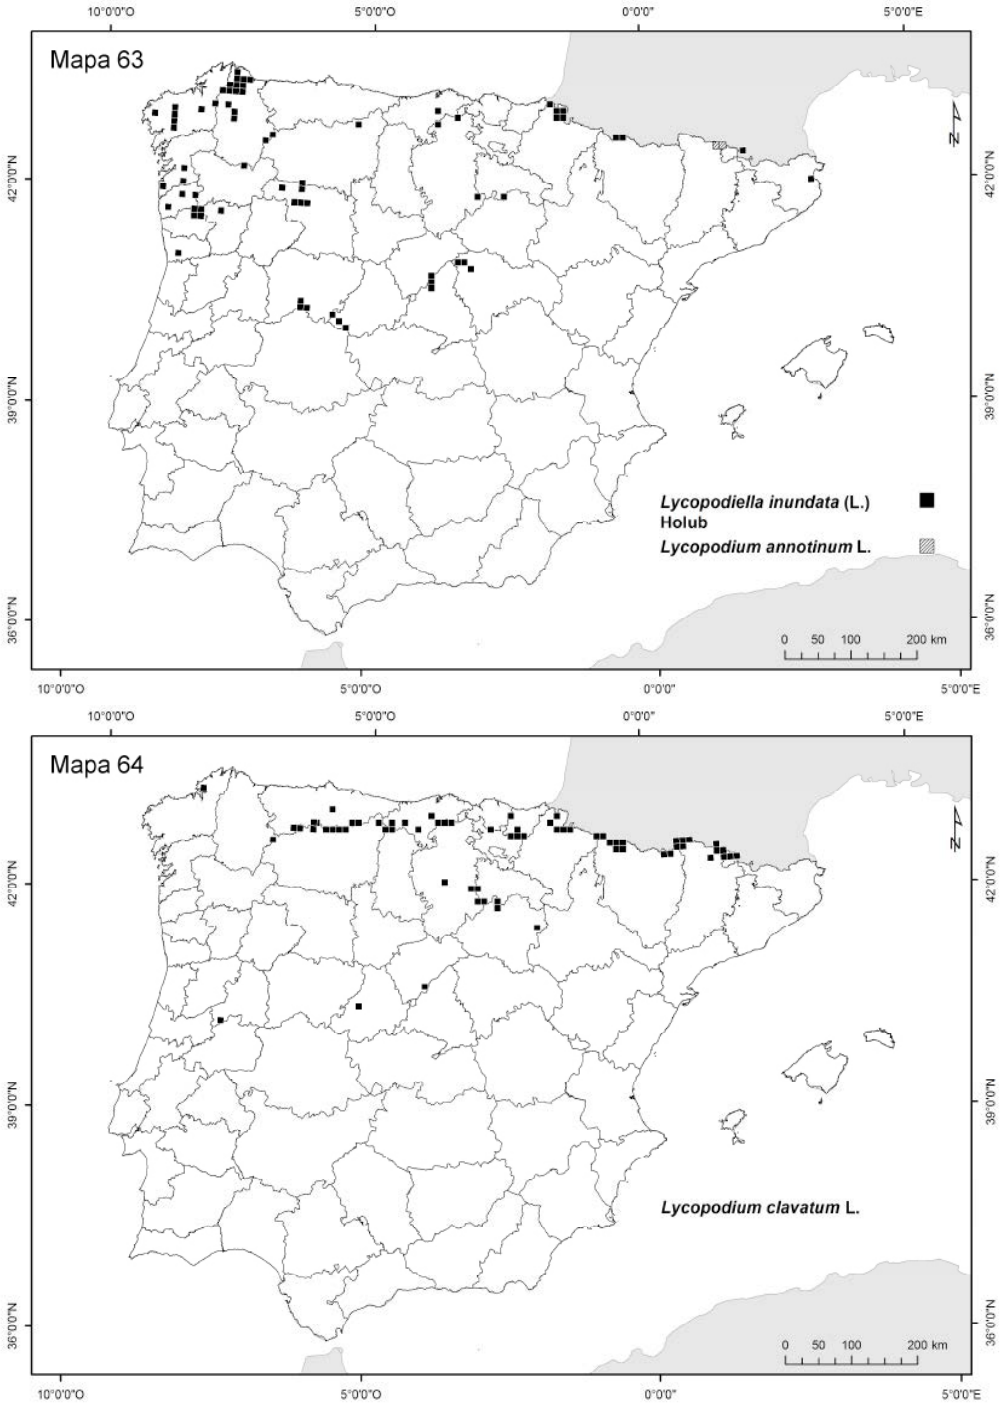 10°0'0"O 5°0'0"O 0°0'0" 5°0'0"E
Mapa 63
N
42°0'0"N 42°0'0"N
39°0'0"N 39°0'0"N
Lycopodiella inundata (L.)
Holub
Lycopodium annotinum L.
36°0'0"N 36°0'0"N
0 50 100 200 km
10°0'0"O 5°0'0"O 0°0'0" 5°0'0"E
10°0'0"O 5°0'0"O 0°0'0" 5°0'0"E
Mapa 64
N
42°0'0"N 42°0'0"N
39°0'0"N 39°0'0"N
Lycopodium clavatum L.
36°0'0"N 36°0'0"N
0 50 100 200 km
10°0'0"O 5°0'0"O 0°0'0" 5°0'0"E